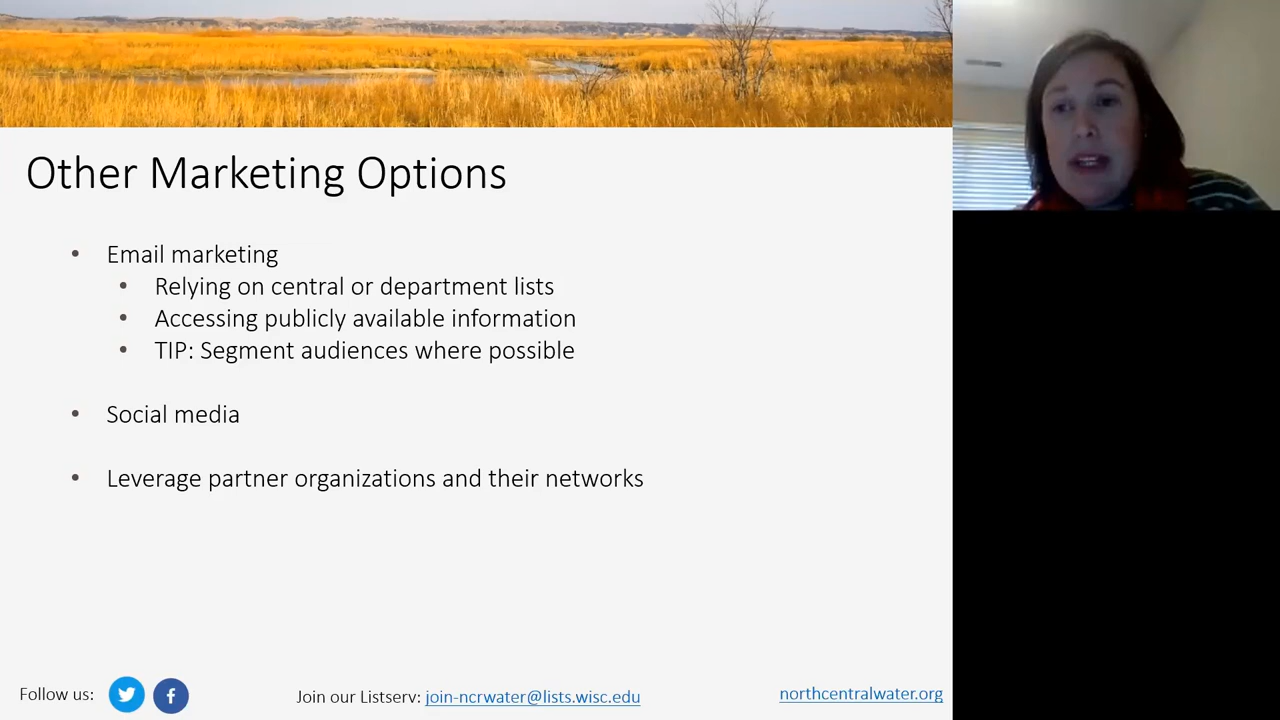 Other Marketing Options
• Email marketing
• Relying on central or department lists
• Accessing publicly available information
• TIP: Segment audiences where possible
• Social media
• Leverage partner organizations and their networks
Follow us:
Join our Listserv: join-ncrwater@lists.wisc.edu
northcentralwater.org